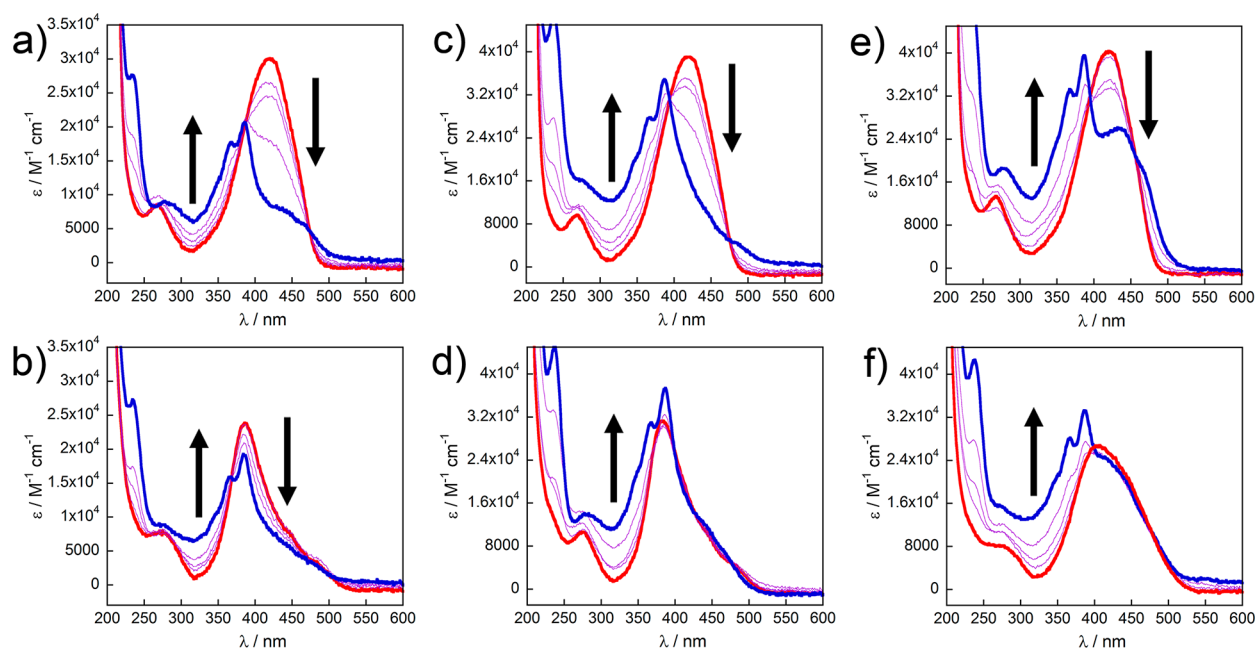 a)
3.5x10⁴
3x10⁴
2.5x10⁴
2x10⁴
1.5x10⁴
1x10⁴
5000
0
ε / M⁻¹ cm⁻¹
200 250 300 350 400 450 500 550 600
λ / nm
c)
4x10⁴
3.2x10⁴
2.4x10⁴
1.6x10⁴
8000
0
ε / M⁻¹ cm⁻¹
200 250 300 350 400 450 500 550 600
λ / nm
e)
4x10⁴
3.2x10⁴
2.4x10⁴
1.6x10⁴
8000
0
ε / M⁻¹ cm⁻¹
200 250 300 350 400 450 500 550 600
λ / nm
b)
3.5x10⁴
3x10⁴
2.5x10⁴
2x10⁴
1.5x10⁴
1x10⁴
5000
0
ε / M⁻¹ cm⁻¹
200 250 300 350 400 450 500 550 600
λ / nm
d)
4x10⁴
3.2x10⁴
2.4x10⁴
1.6x10⁴
8000
0
ε / M⁻¹ cm⁻¹
200 250 300 350 400 450 500 550 600
λ / nm
f)
4x10⁴
3.2x10⁴
2.4x10⁴
1.6x10⁴
8000
0
ε / M⁻¹ cm⁻¹
200 250 300 350 400 450 500 550 600
λ / nm